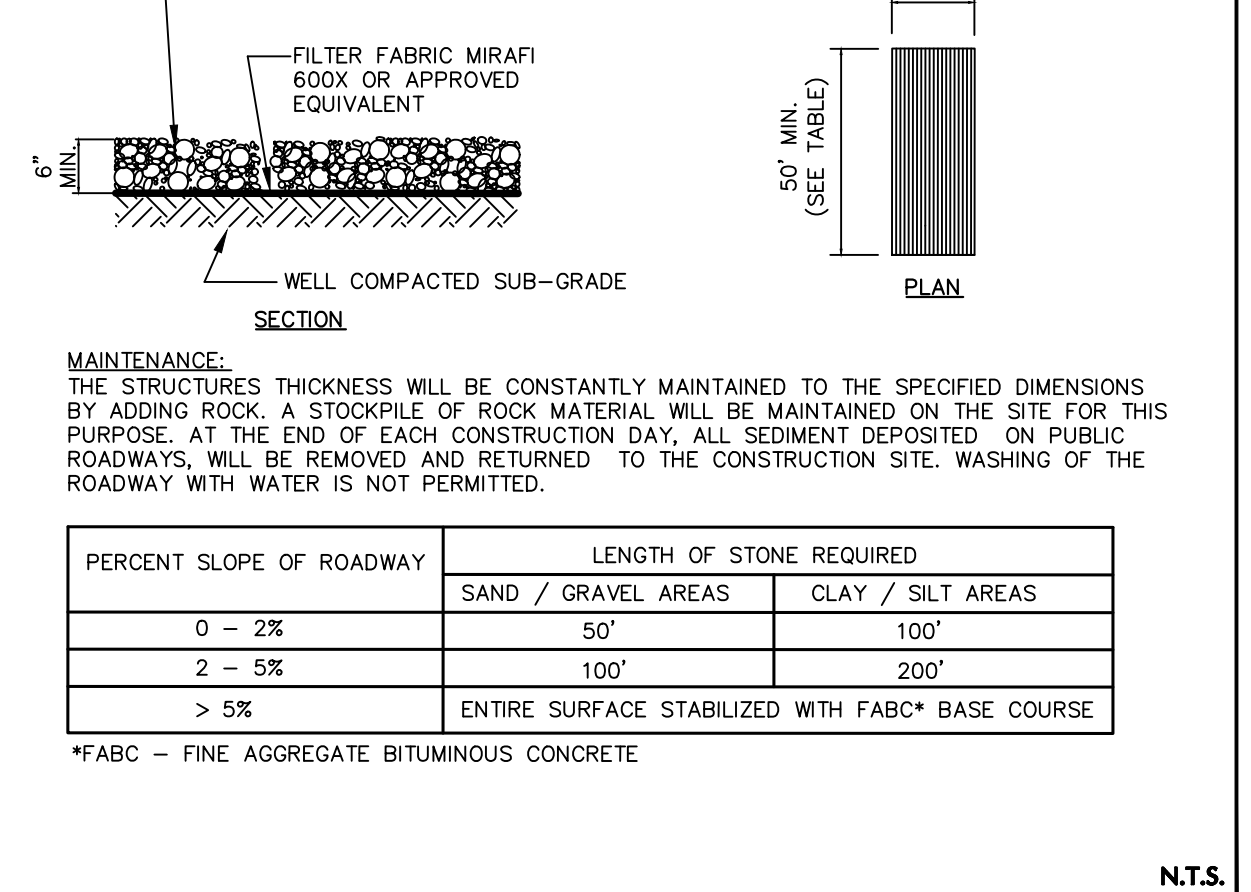 FILTER FABRIC MIRAFI
600X OR APPROVED
EQUIVALENT
6"
MIN.
50' MIN.
(SEE TABLE)
WELL COMPACTED SUB-GRADE
SECTION
PLAN
MAINTENANCE:
THE STRUCTURES THICKNESS WILL BE CONSTANTLY MAINTAINED TO THE SPECIFIED DIMENSIONS
BY ADDING ROCK. A STOCKPILE OF ROCK MATERIAL WILL BE MAINTAINED ON THE SITE FOR THIS
PURPOSE. AT THE END OF EACH CONSTRUCTION DAY, ALL SEDIMENT DEPOSITED ON PUBLIC
ROADWAYS, WILL BE REMOVED AND RETURNED TO THE CONSTRUCTION SITE. WASHING OF THE
ROADWAY WITH WATER IS NOT PERMITTED.
PERCENT SLOPE OF ROADWAY
LENGTH OF STONE REQUIRED
SAND / GRAVEL AREAS CLAY / SILT AREAS
0 - 2% 50' 100'
2 - 5% 100' 200'
> 5% ENTIRE SURFACE STABILIZED WITH FABC* BASE COURSE
*FABC - FINE AGGREGATE BITUMINOUS CONCRETE
N.T.S.